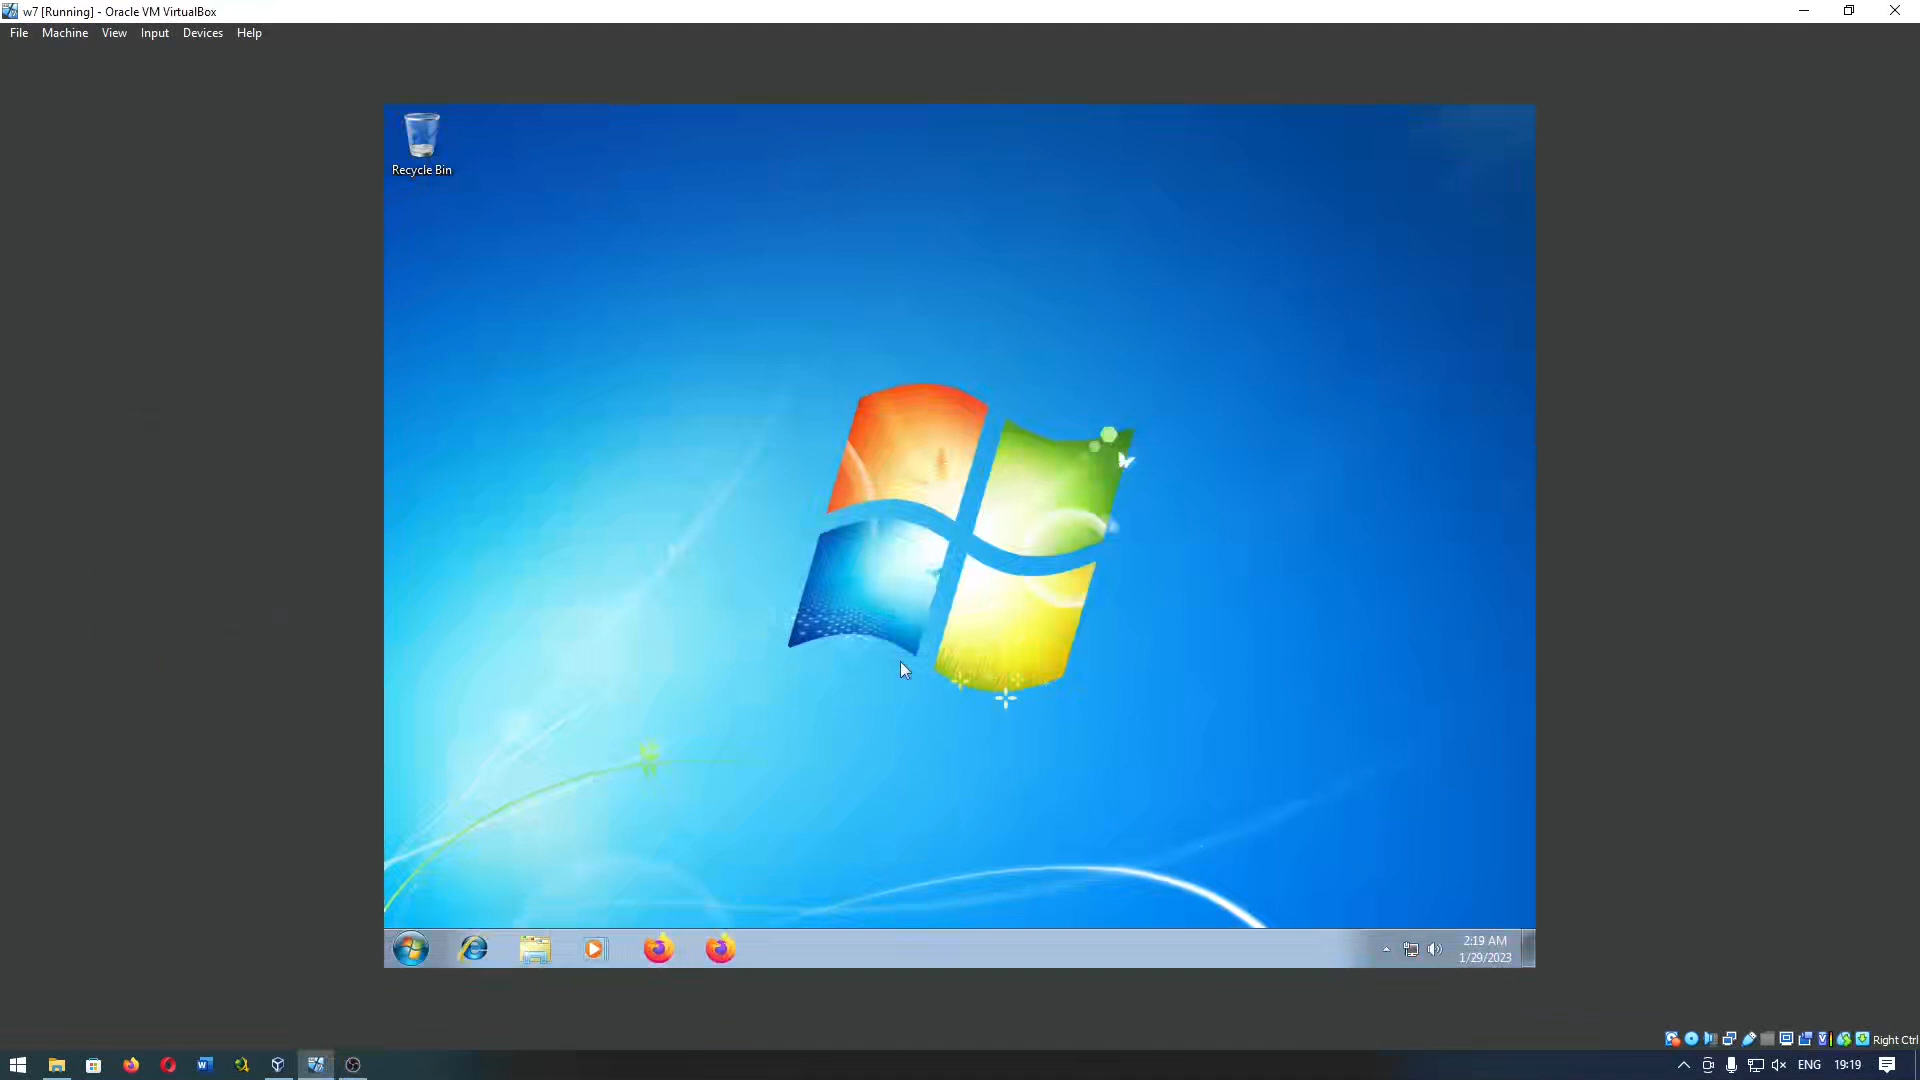 w7 [Running] - Oracle VM VirtualBox
File Machine View Input Devices Help
Recycle Bin
2:19 AM
1/29/2023
Right Ctrl
ENG 19:19